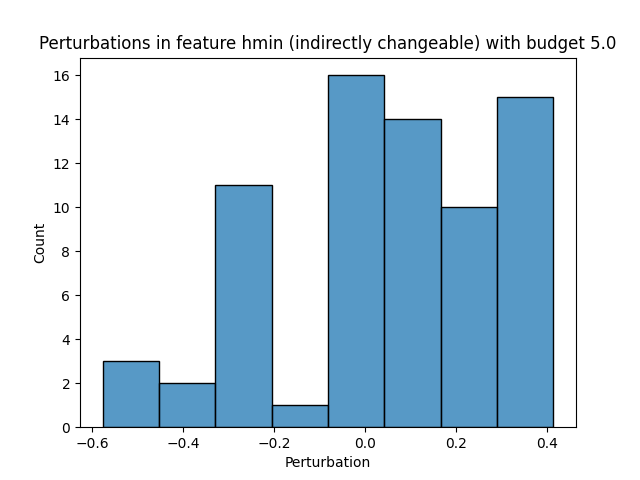 Perturbations in feature hmin (indirectly changeable) with budget 5.0
16
14
12
10
8
6
4
2
0
Count
−0.6 −0.4 −0.2 0.0 0.2 0.4
Perturbation